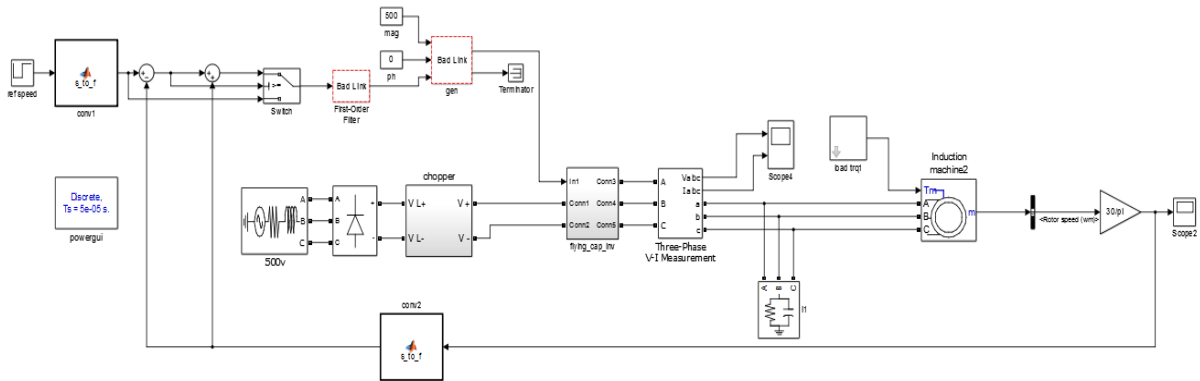 500
mag
0
ph
Bad Link
gen
Terminator
ref speed
s_to_f
conv1
+
-
+
+
>=
Switch
Bad Link
First-Order
Filter
Discrete,
Ts = 5e-05 s.
powergui
A
B
C
500v
A
B
C
+
-
chopper
V L+
V L-
V +
V -
In1
Conn1
Conn2
Conn3
Conn4
Conn5
flying_cap_inv
A
B
C
Vabc
Iabc
a
b
c
Three-Phase
V-I Measurement
Scope4
load trq1
Induction
machine2
Tm
A
B
C
m
<Rotor speed (wm)>
30/pi
Scope2
A
B
C
conv2
s_to_f